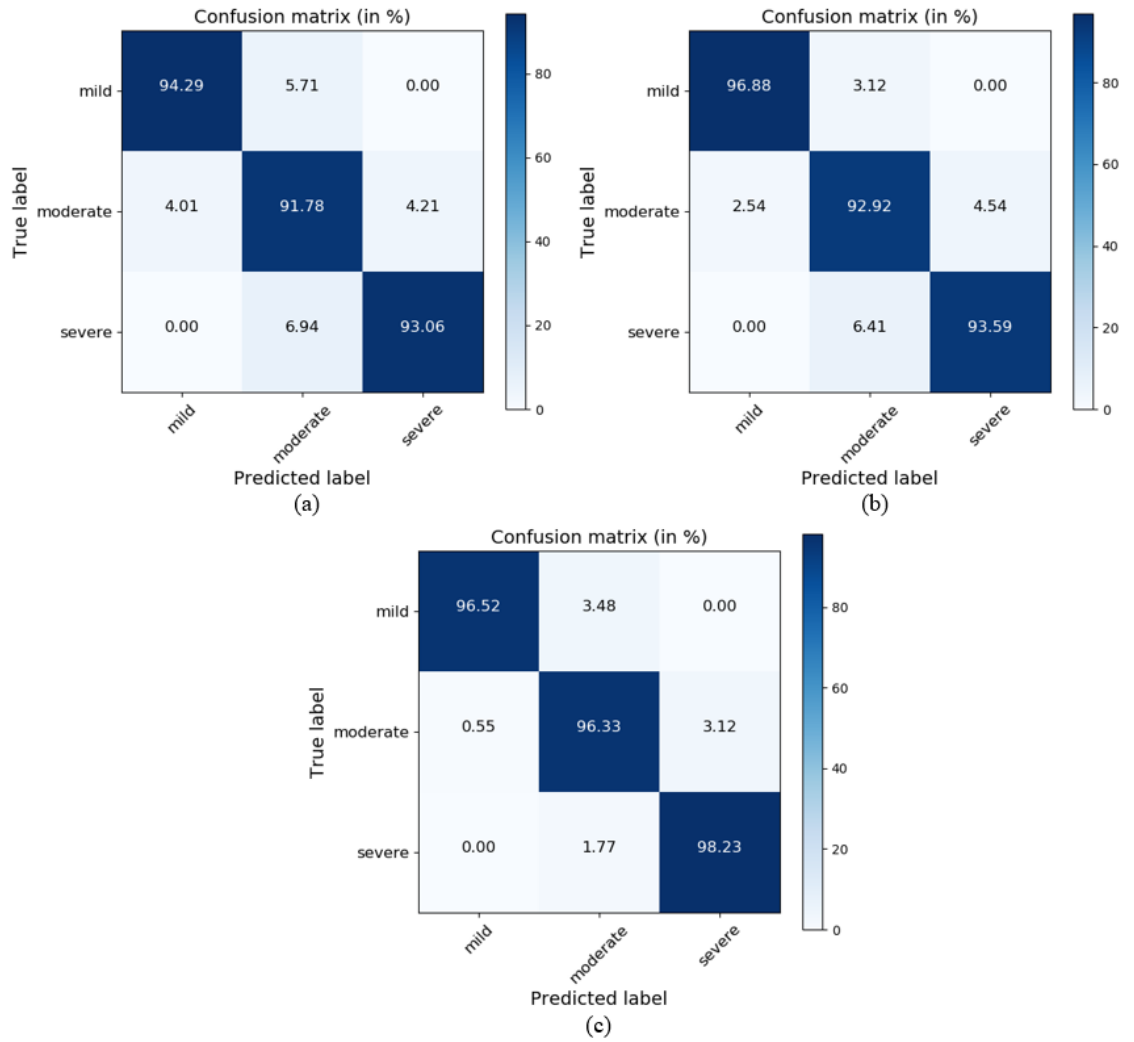 Confusion matrix (in %)
mild 94.29 5.71 0.00 80
60
True label
moderate 4.01 91.78 4.21
40
severe 0.00 6.94 93.06 20
0
mild moderate severe
Predicted label
(a)
Confusion matrix (in %)
mild 96.88 3.12 0.00 80
60
True label
moderate 2.54 92.92 4.54
40
severe 0.00 6.41 93.59 20
0
mild moderate severe
Predicted label
(b)
Confusion matrix (in %)
mild 96.52 3.48 0.00 80
60
True label
moderate 0.55 96.33 3.12
40
severe 0.00 1.77 98.23 20
0
mild moderate severe
Predicted label
(c)